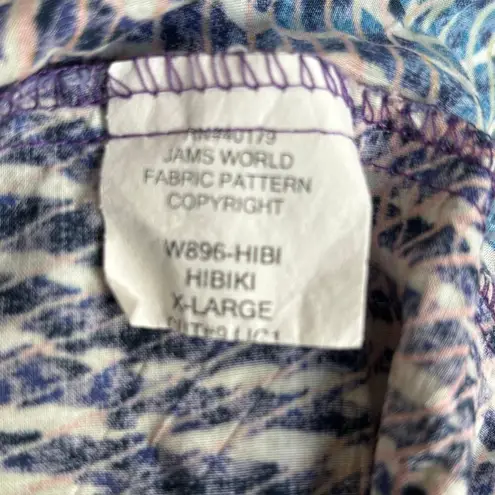 JAMS WORLD
FABRIC PATTERN
COPYRIGHT
W896-HIBI
HIBIKI
X-LARGE